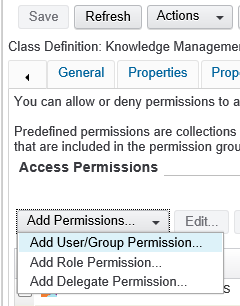 Save Refresh Actions
Class Definition: Knowledge Manageme
General Properties Prop
You can allow or deny permissions to a
Predefined permissions are collections
that are included in the permission grou
Access Permissions
Add Permissions... Edit...
Add User/Group Permission...
Add Role Permission...
Add Delegate Permission...